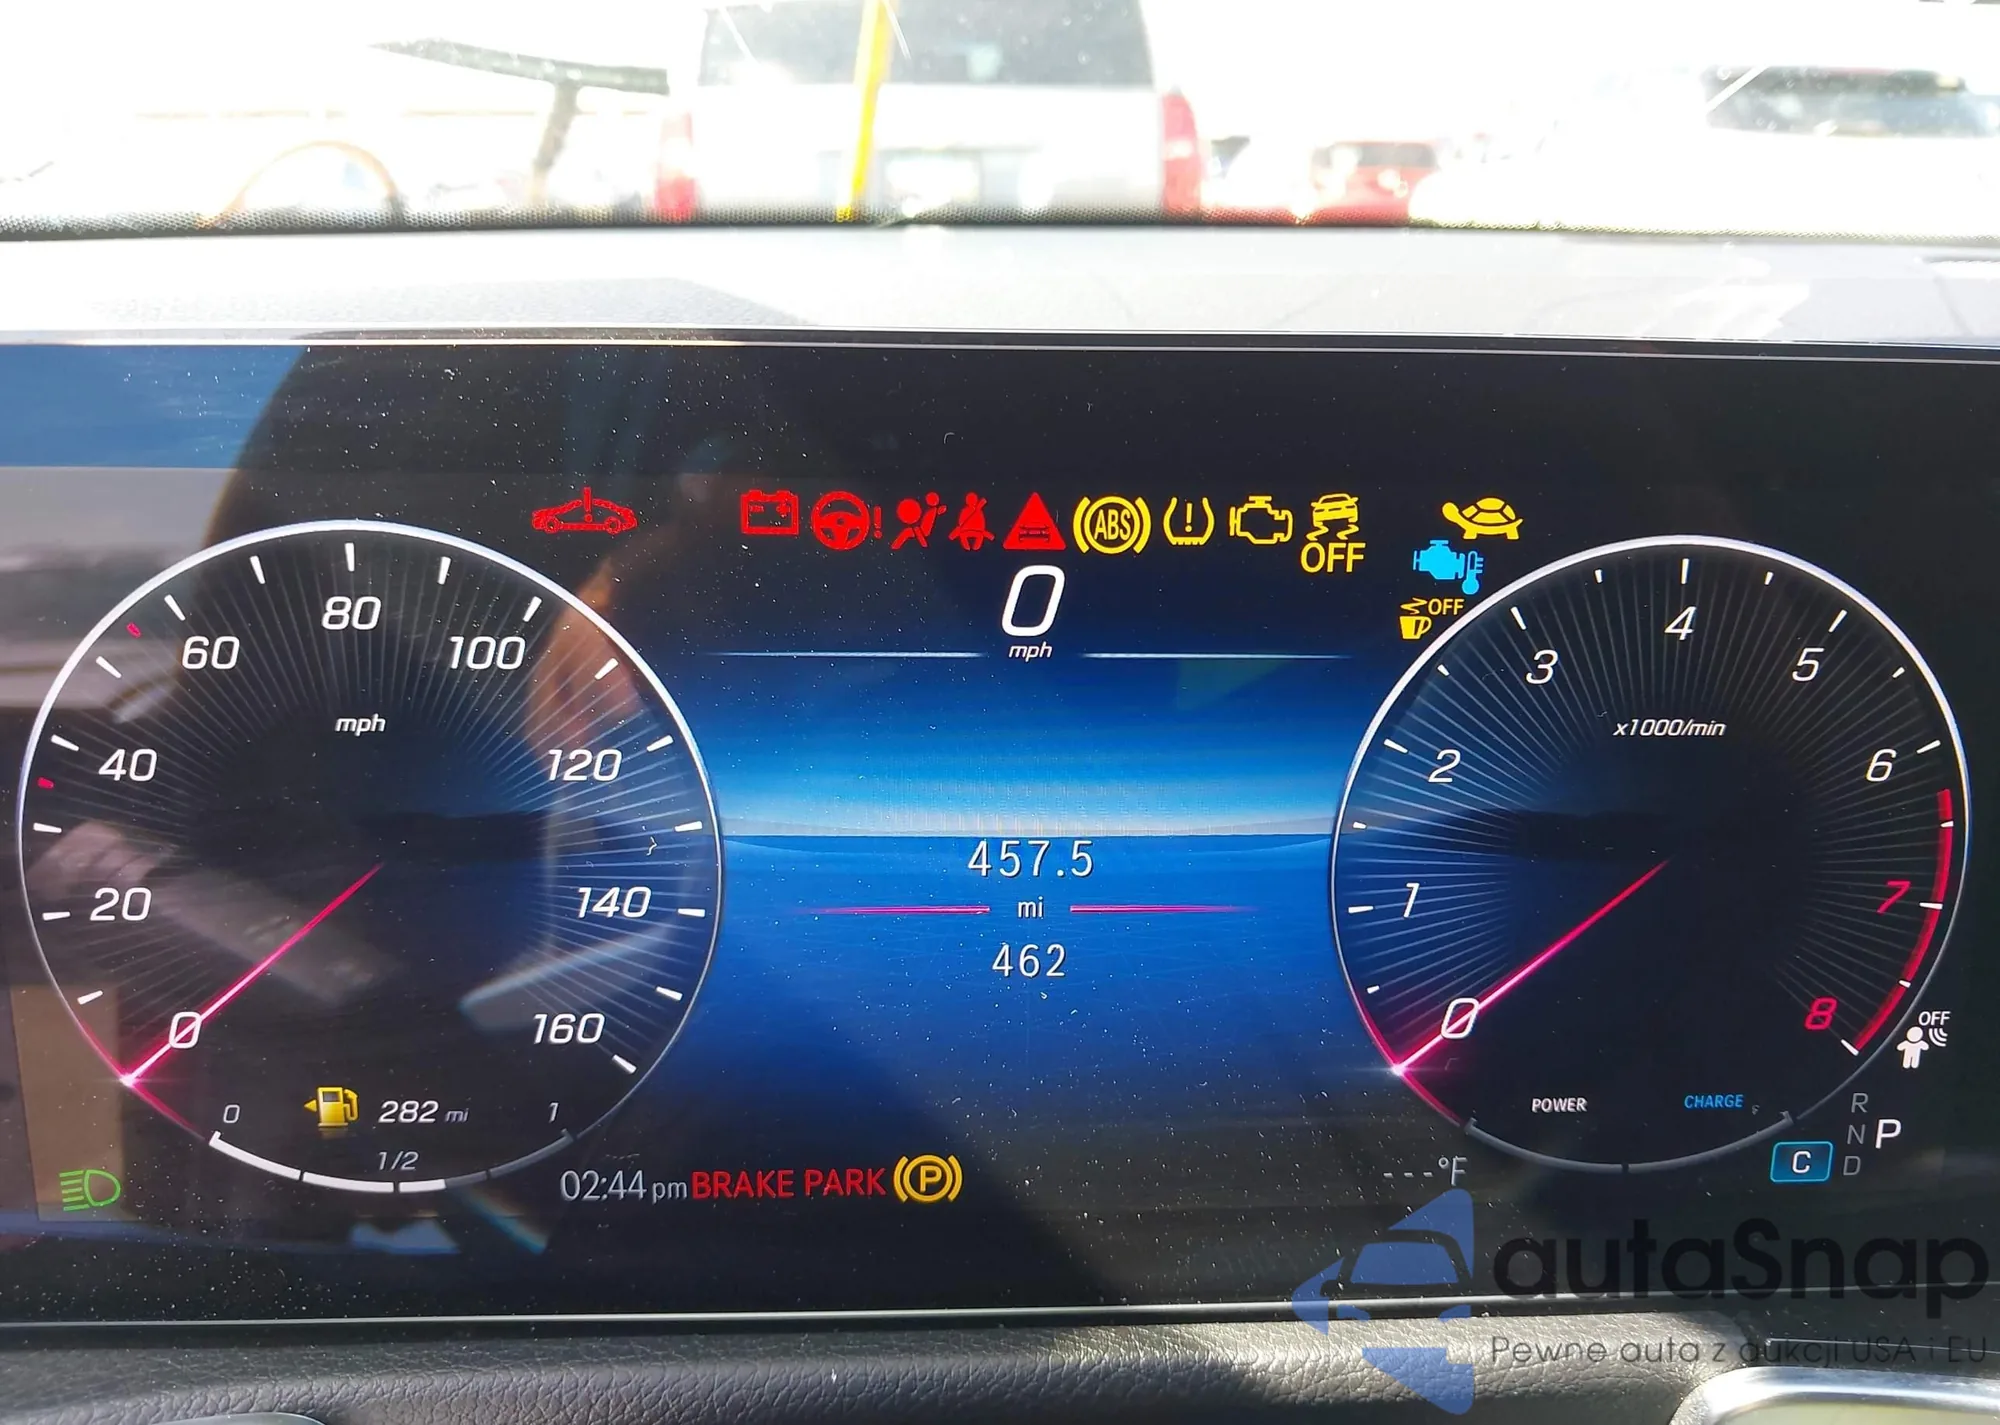 ABS
OFF
0
mph
OFF
0
20
40
60
80
100
120
140
160
mph
0
1/2
1
282 mi
457.5
mi
462
0
1
2
3
4
5
6
7
8
x1000/min
POWER
CHARGE
OFF
R
N P
C D
02:44 pm BRAKE PARK P
---°F
autaSnap
Pewne auta z aukcji USA i EU